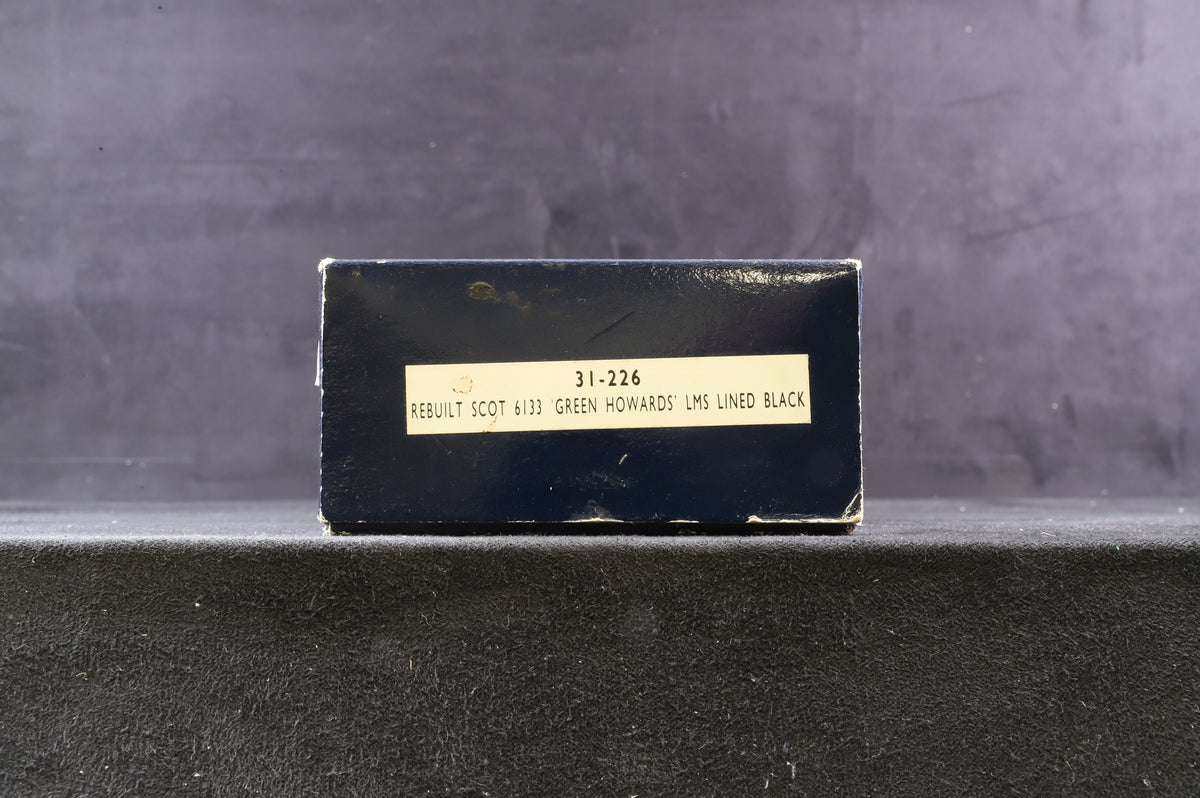 31-226
REBUILT SCOT 6133 'GREEN HOWARDS' LMS LINED BLACK